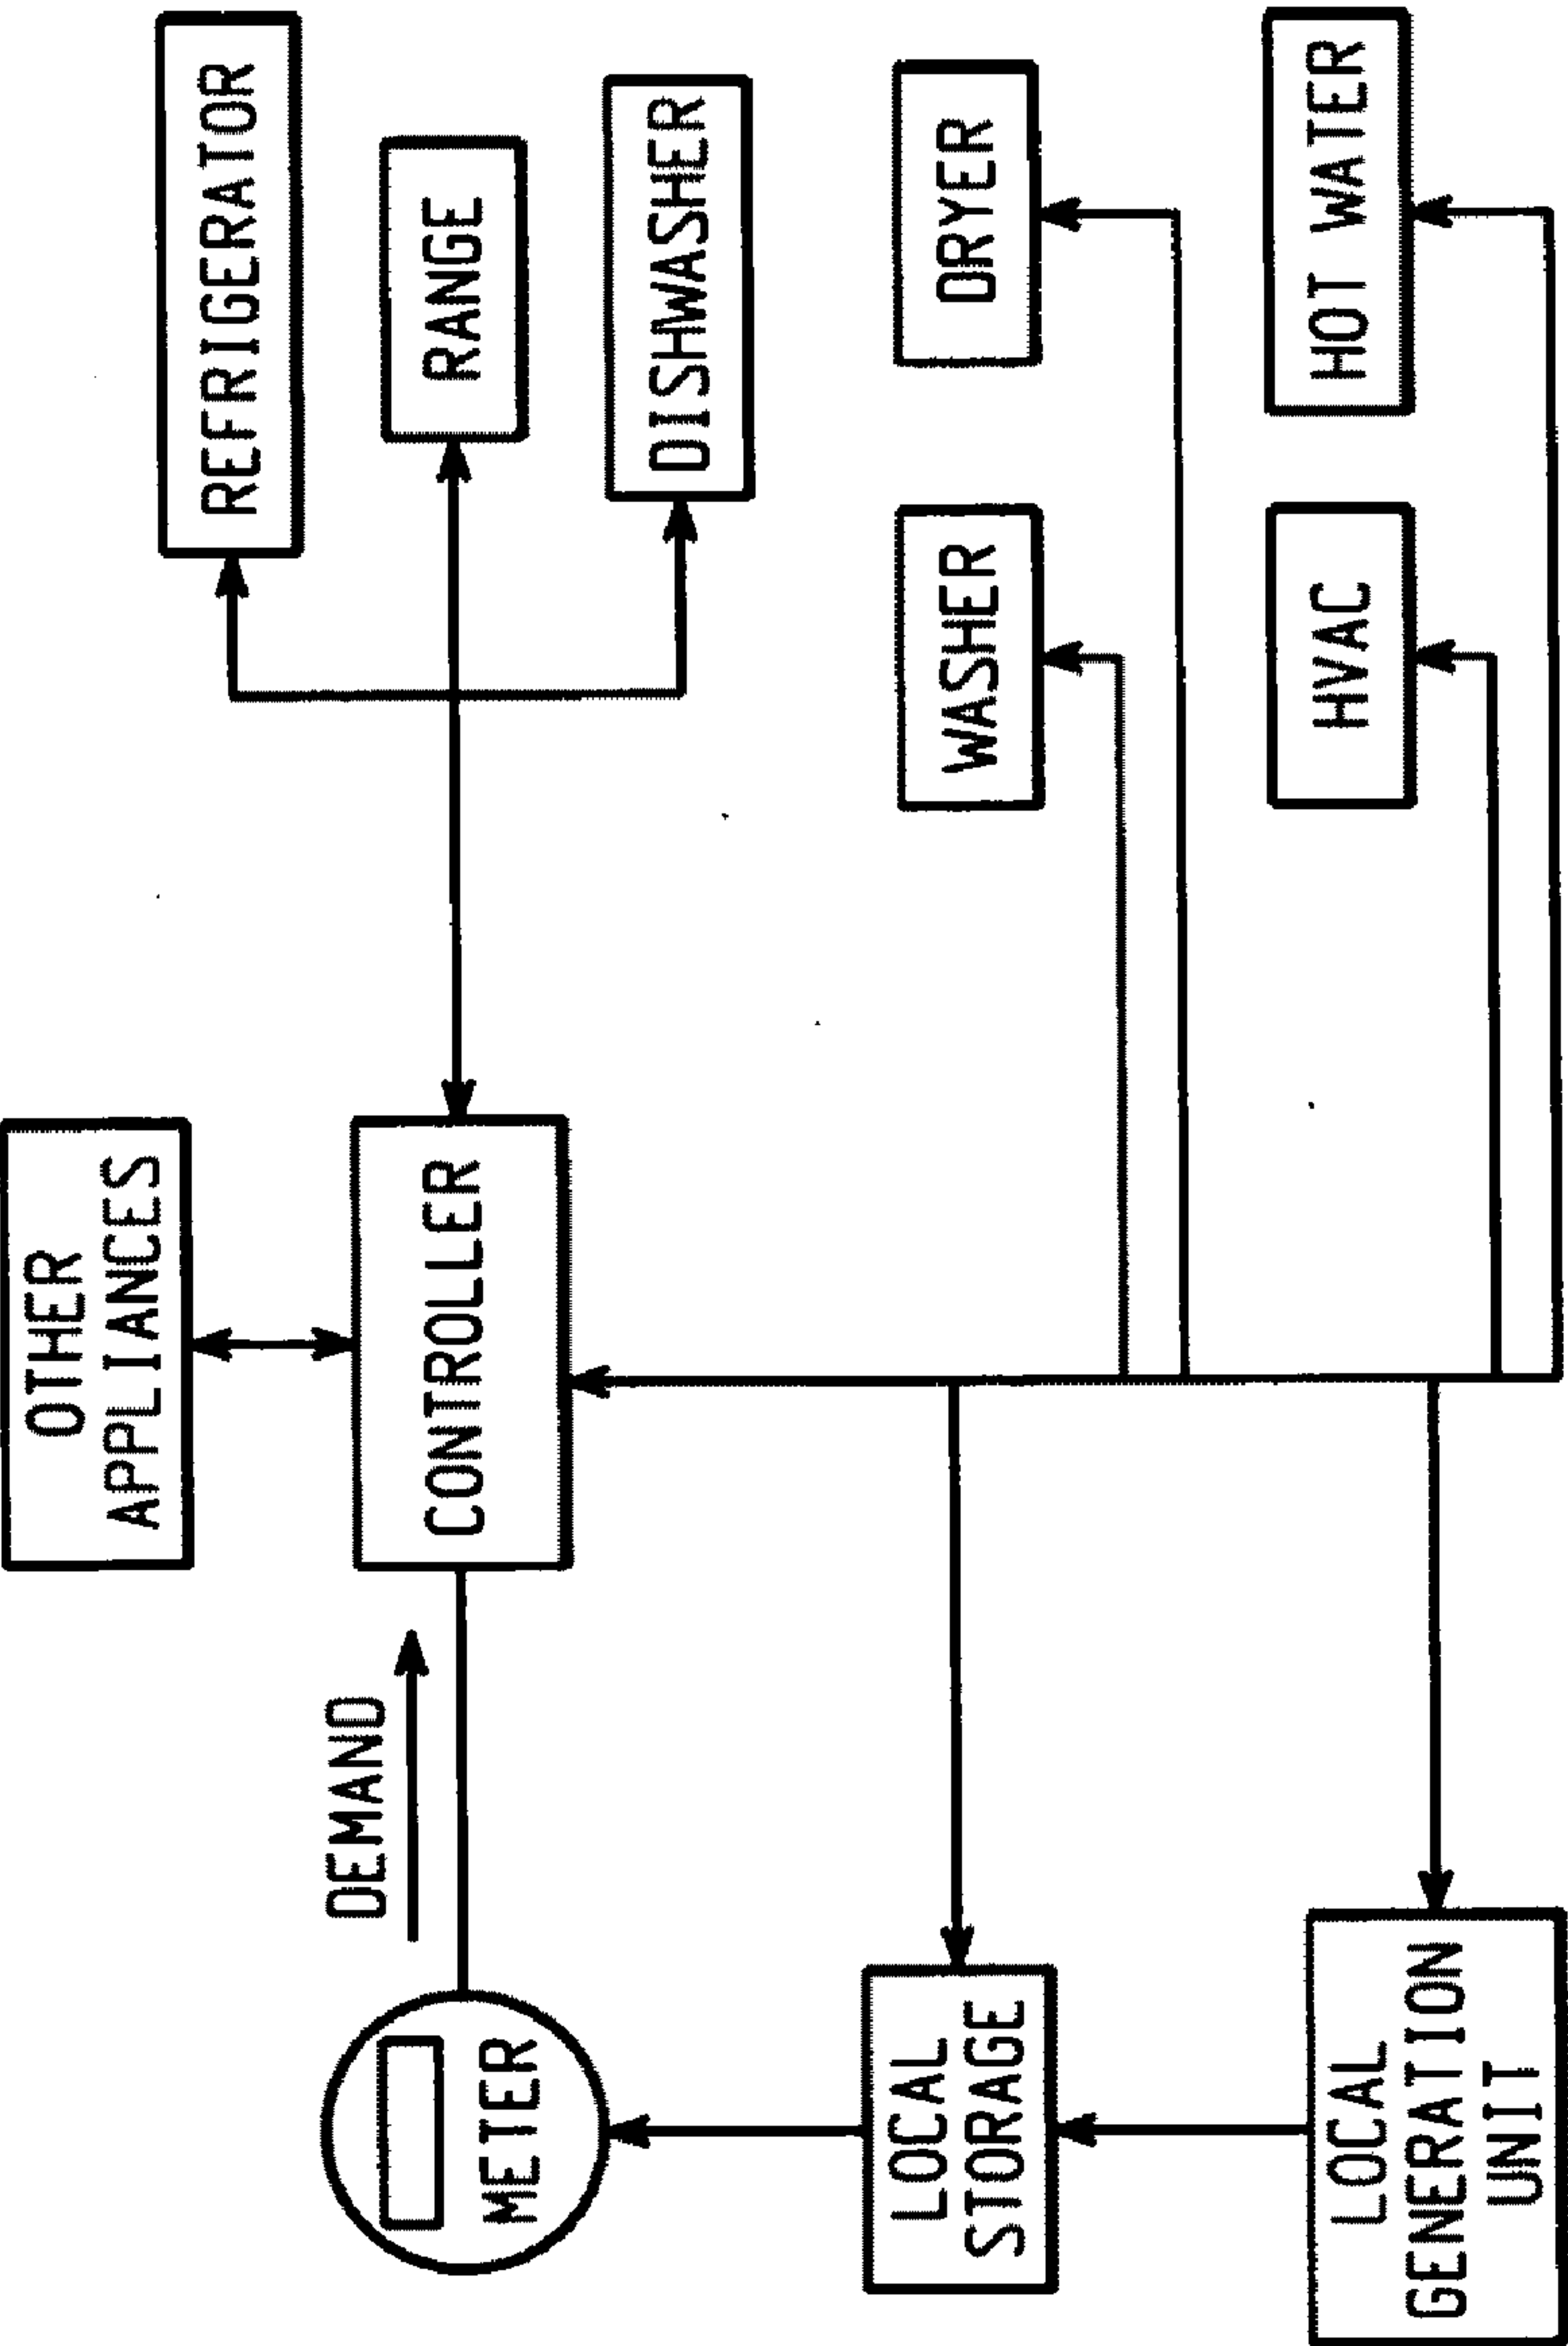 OTHER
APPLIANCES
REFRIGERATOR
DEMAND
METER
CONTROLLER
RANGE
DISHWASHER
LOCAL
STORAGE
WASHER
DRYER
LOCAL
GENERATION
UNIT
HVAC
HOT WATER